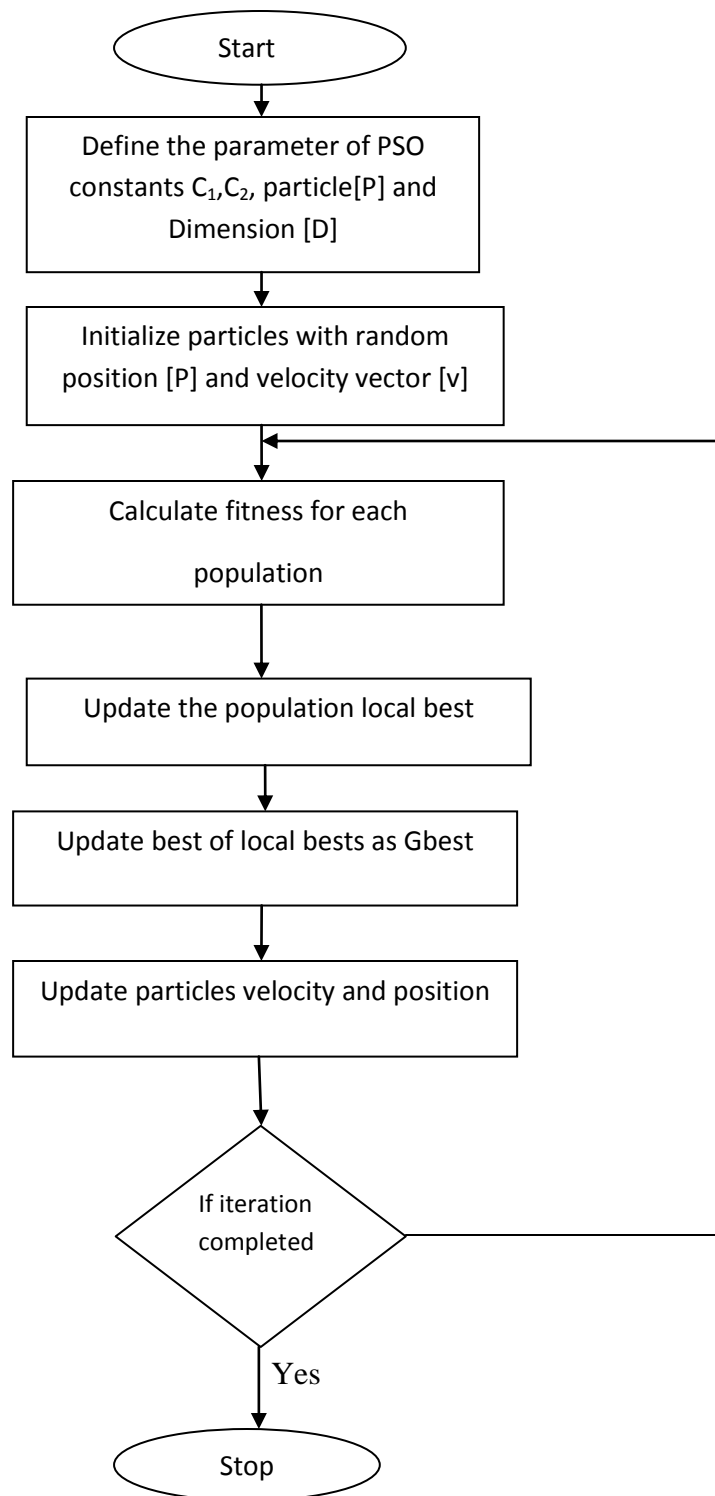 Start
Define the parameter of PSO
constants C₁,C₂, particle[P] and
Dimension [D]
Initialize particles with random
position [P] and velocity vector [v]
Calculate fitness for each
population
Update the population local best
Update best of local bests as Gbest
Update particles velocity and position
If iteration
completed
Yes
Stop